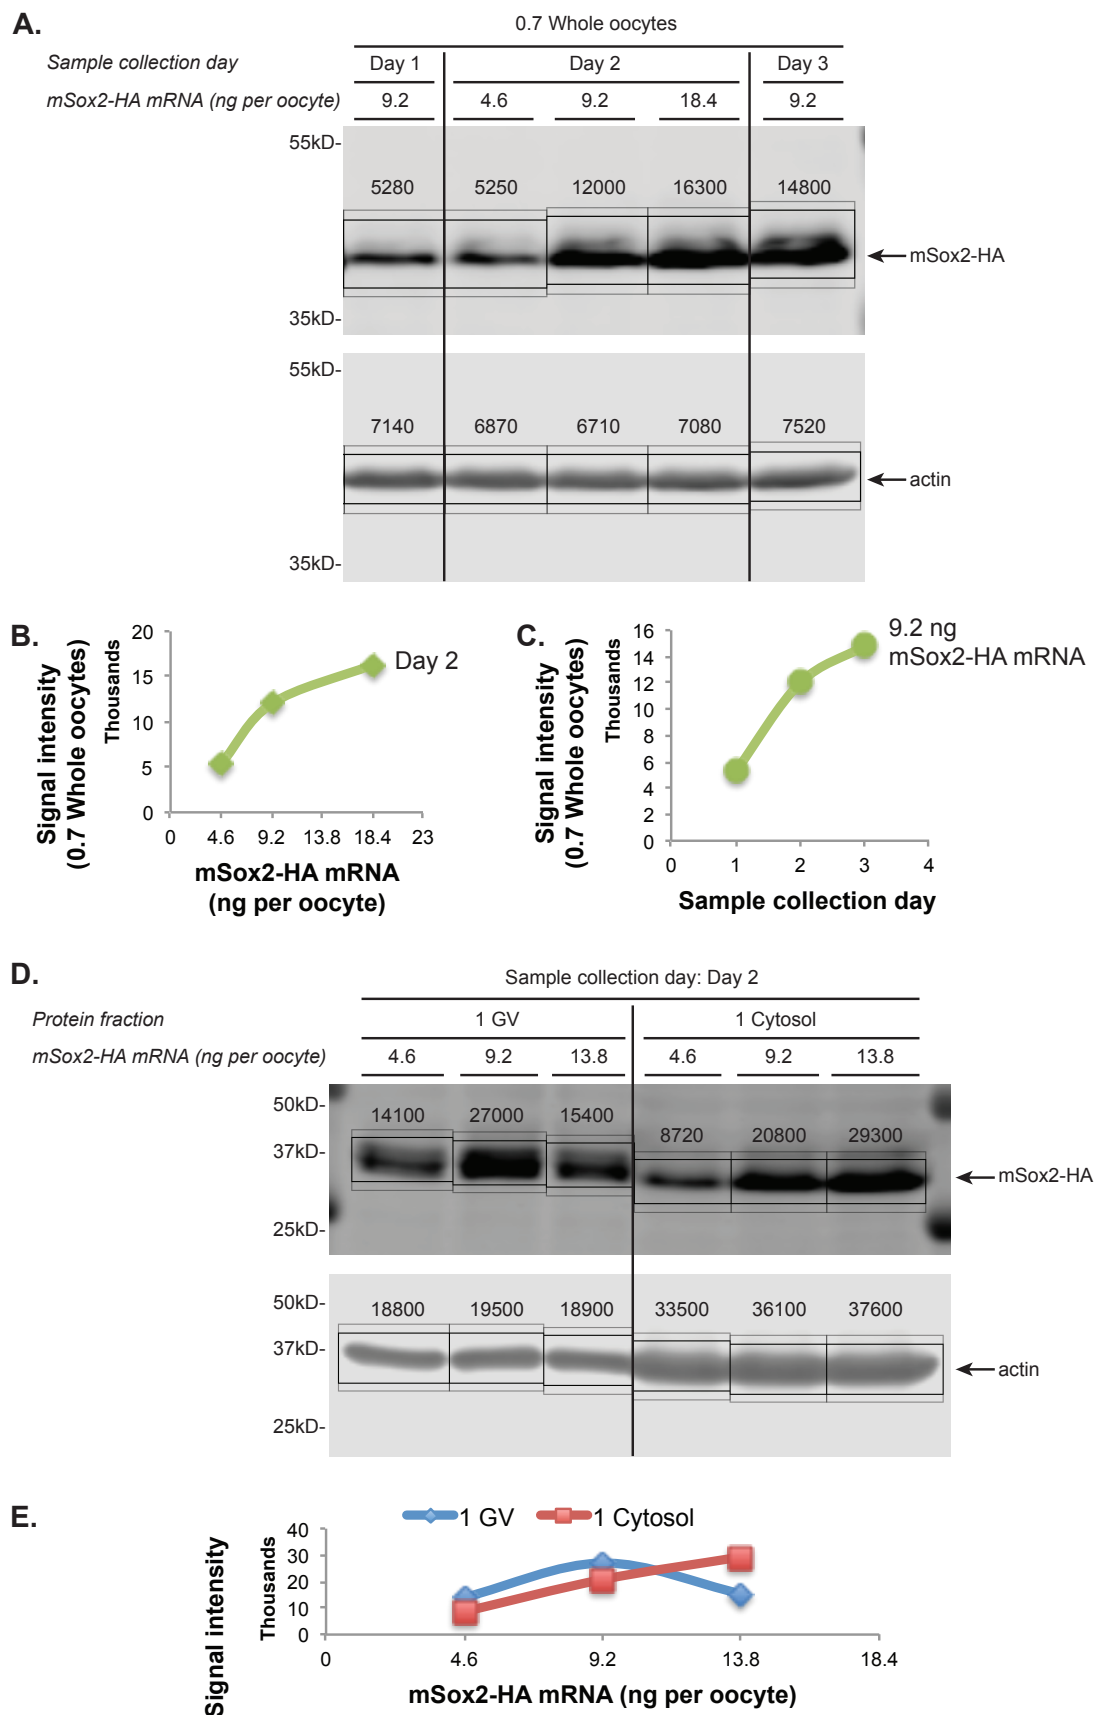 A.
0.7 Whole oocytes
Sample collection day Day 1 Day 2 Day 3
mSox2-HA mRNA (ng per oocyte) 9.2 4.6 9.2 18.4 9.2
55kD-
5280 5250 12000 16300 14800
mSox2-HA
35kD-
55kD-
7140 6870 6710 7080 7520
actin
35kD-
B.
Signal intensity
(0.7 Whole oocytes)
Thousands
20
15
10
5
0
Day 2
0 4.6 9.2 13.8 18.4 23
mSox2-HA mRNA
(ng per oocyte)
C.
Signal intensity
(0.7 Whole oocytes)
Thousands
16
14
12
10
8
6
4
2
0
9.2 ng
mSox2-HA mRNA
0 1 2 3 4
Sample collection day
D.
Sample collection day: Day 2
Protein fraction 1 GV 1 Cytosol
mSox2-HA mRNA (ng per oocyte) 4.6 9.2 13.8 4.6 9.2 13.8
50kD-
14100 27000 15400 8720 20800 29300
37kD-
mSox2-HA
25kD-
50kD-
18800 19500 18900 33500 36100 37600
37kD-
actin
25kD-
E.
1 GV 1 Cytosol
Signal intensity
Thousands
40
30
20
10
0
0 4.6 9.2 13.8 18.4
mSox2-HA mRNA (ng per oocyte)